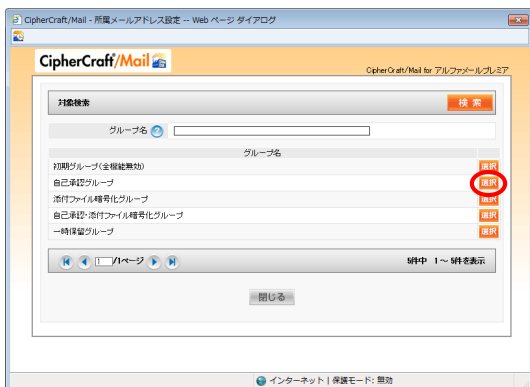 CipherCraft/Mail - 所属メールアドレス設定 -- Web ページ ダイアログ
CipherCraft/Mail
CipherCraft/Mail for アルファメールプレミア
対象検索
検 索
グループ名 ?
グループ名
初期グループ(全機能無効) 選択
自己承認グループ 選択
添付ファイル暗号化グループ 選択
自己承認・添付ファイル暗号化グループ 選択
一時保留グループ 選択
1 /1ページ
5件中 1～5件を表示
閉じる
インターネット | 保護モード: 無効